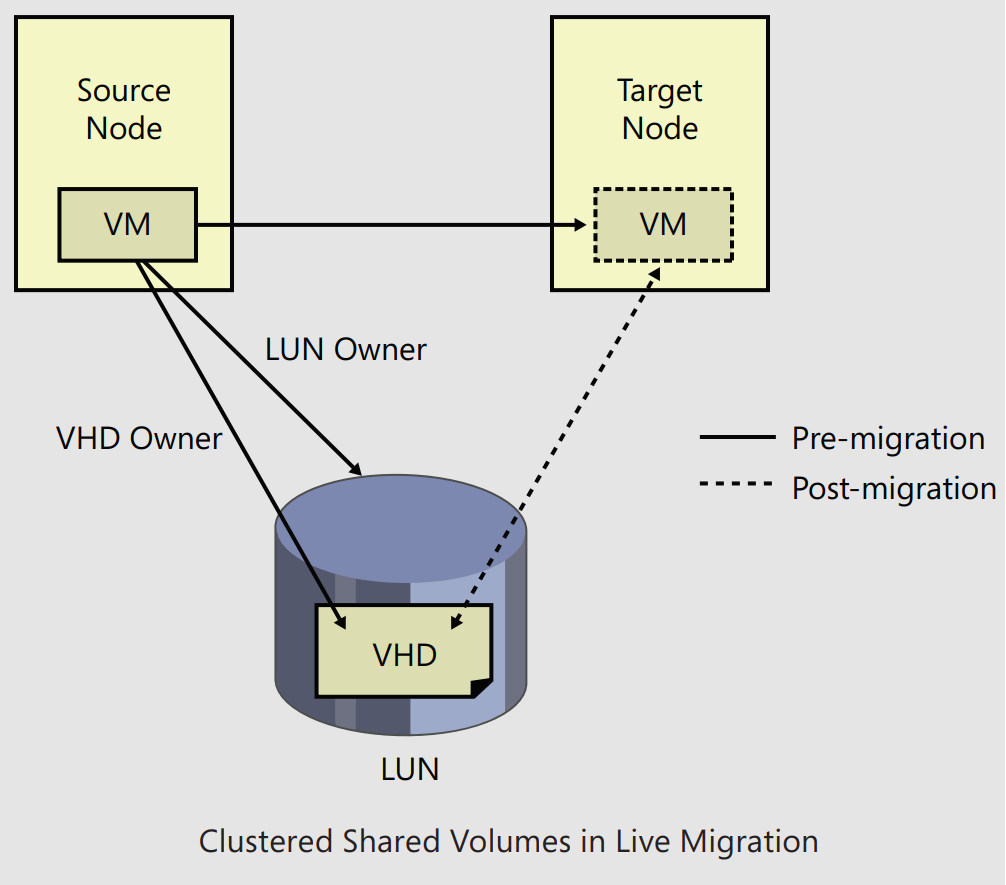 Source
Node
VM
Target
Node
VM
LUN Owner
VHD Owner
Pre-migration
Post-migration
VHD
LUN
Clustered Shared Volumes in Live Migration